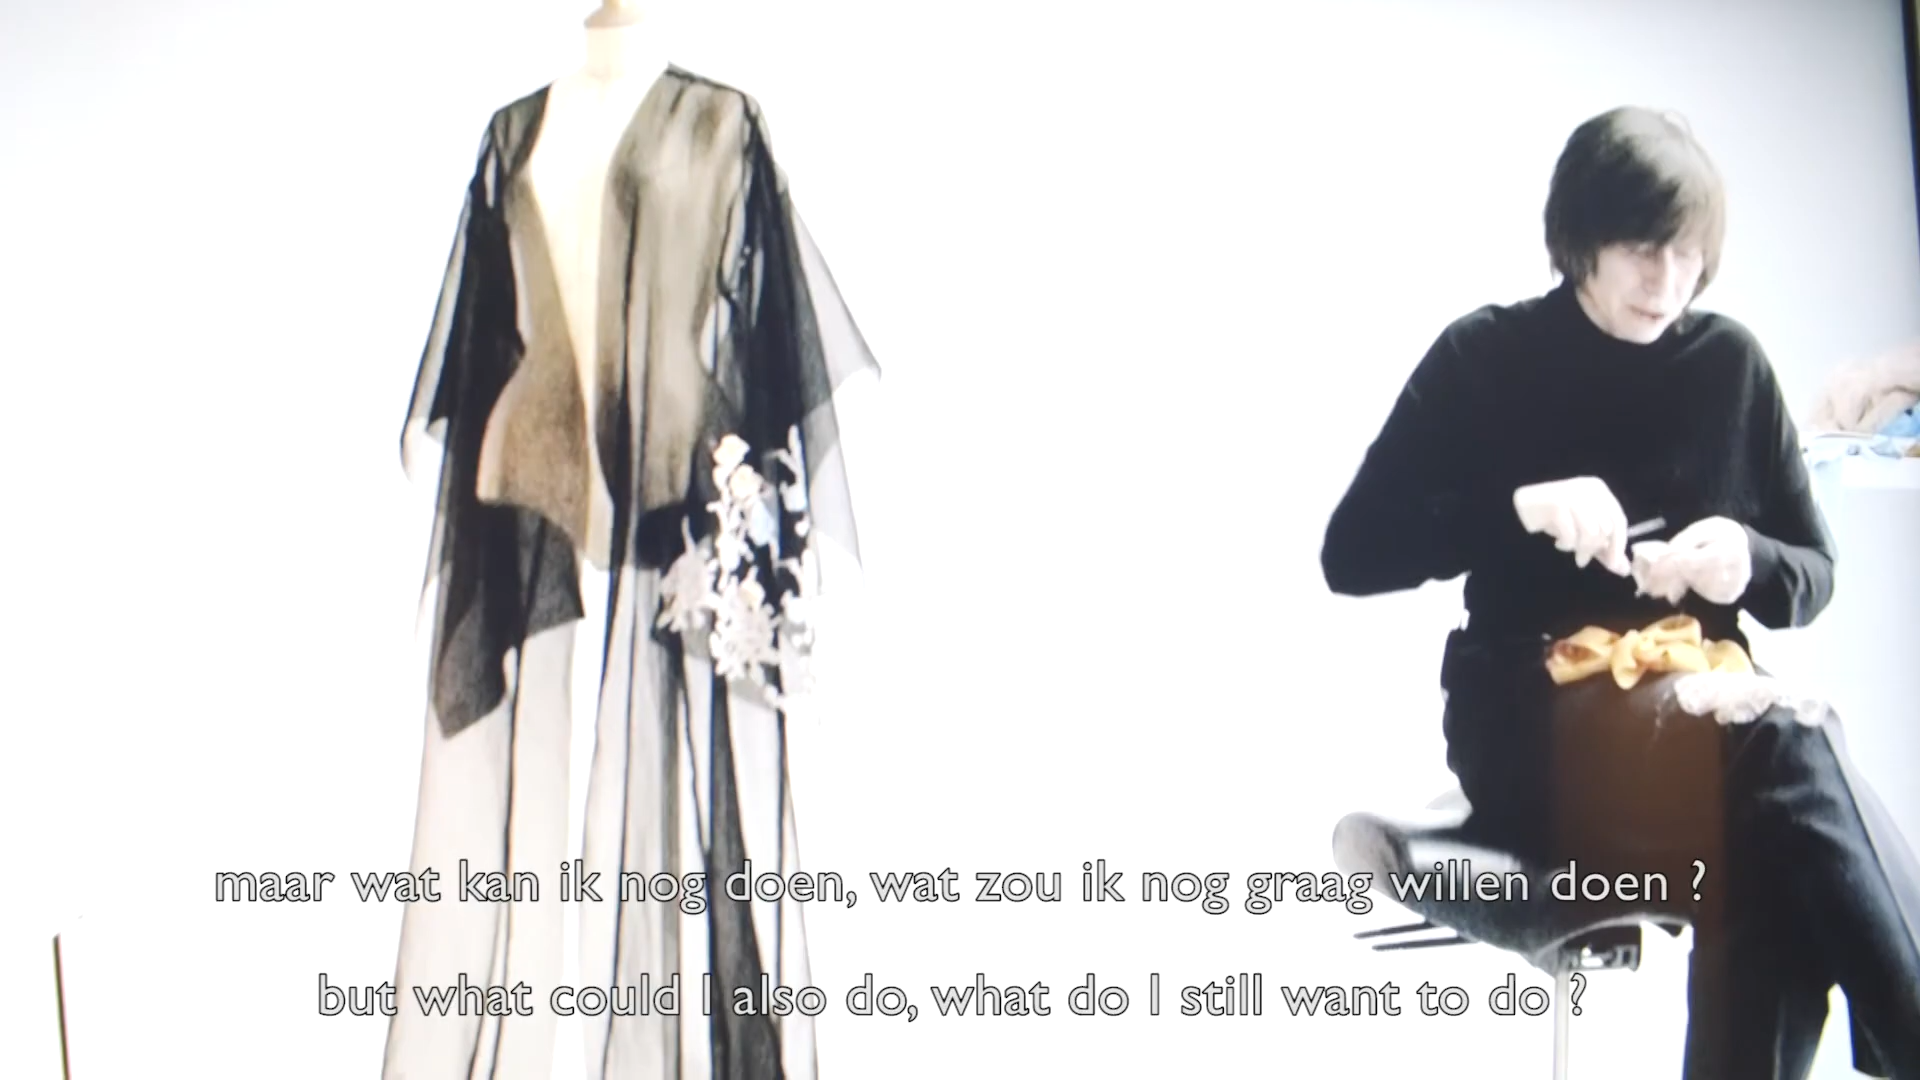 maar wat kan ik nog doen, wat zou ik nog graag willen doen ?
but what could I also do, what do I still want to do ?